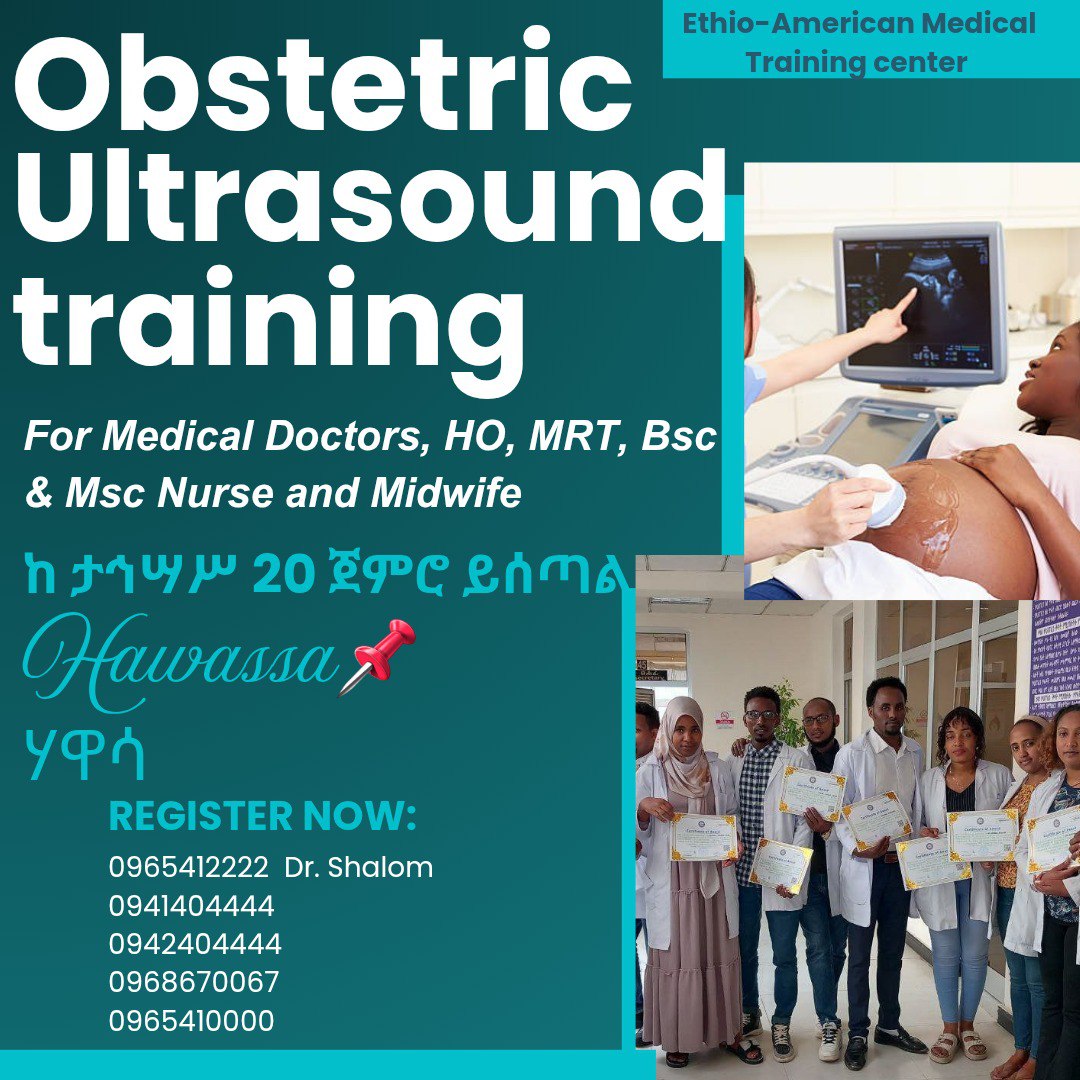 Ethio-American Medical
Training center
Obstetric
Ultrasound
training
For Medical Doctors, HO, MRT, Bsc
& Msc Nurse and Midwife
ከ ታኅሣሥ 20 ጀምሮ ይሰጣል
Hawassa
ሃዋሳ
REGISTER NOW:
0965412222 Dr. Shalom
0941404444
0942404444
0968670067
0965410000